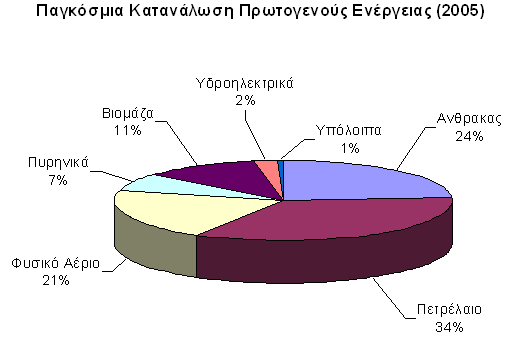 Παγκόσμια Κατανάλωση Πρωτογενούς Ενέργειας (2005)
Υδροηλεκτρικά
2%
Βιομάζα
11%
Υπόλοιπα
1%
Ανθρακας
24%
Πυρηνικά
7%
Φυσικό Αέριο
21%
Πετρέλαιο
34%